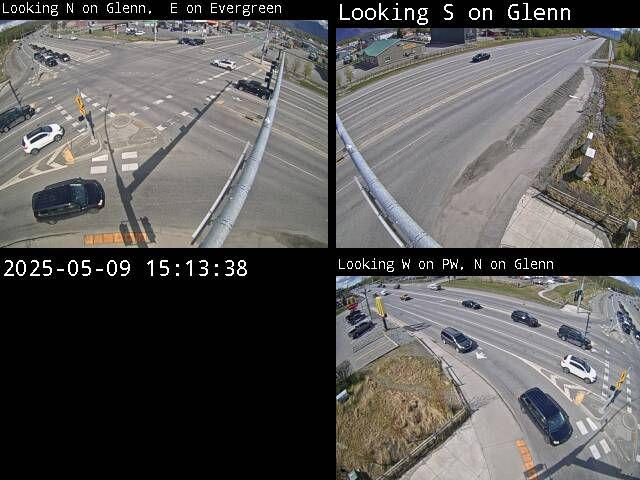 Looking N on Glenn,  E on Evergreen
Looking S on Glenn
2025-05-09 15:13:38
Looking W on PW, N on Glenn